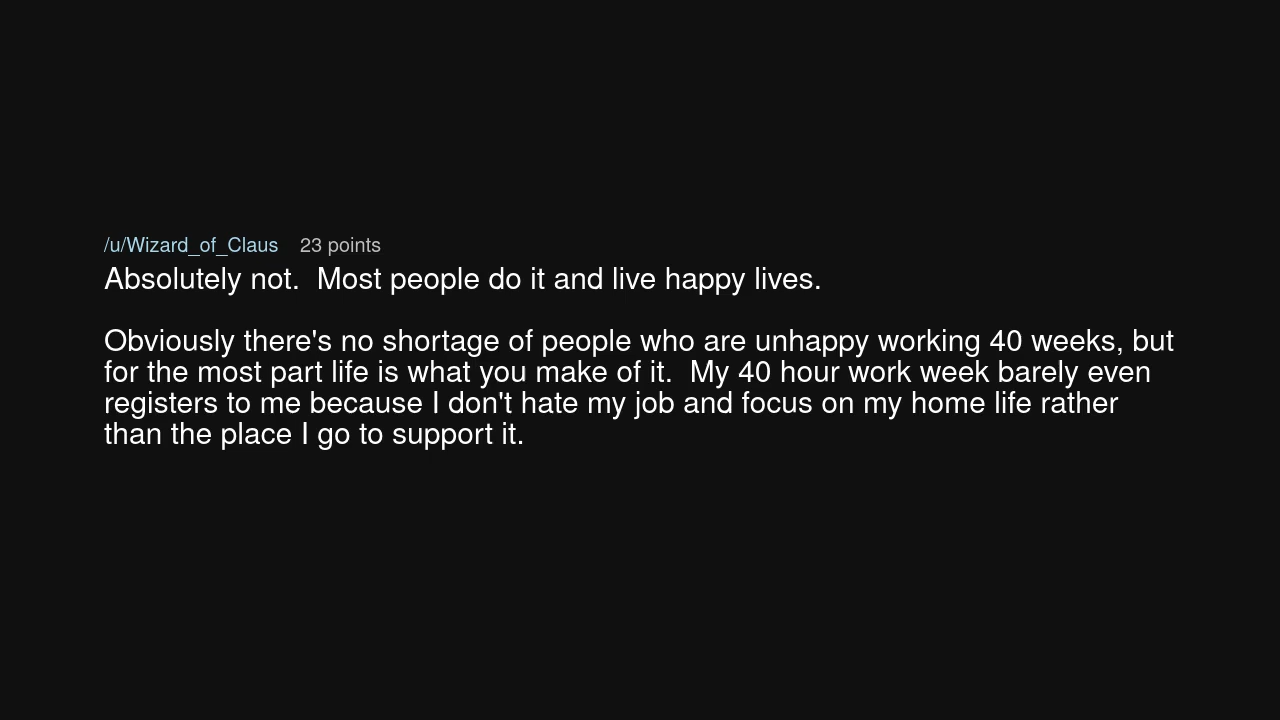 /u/Wizard_of_Claus 23 points
Absolutely not.  Most people do it and live happy lives.
Obviously there's no shortage of people who are unhappy working 40 weeks, but
for the most part life is what you make of it.  My 40 hour work week barely even
registers to me because I don't hate my job and focus on my home life rather
than the place I go to support it.